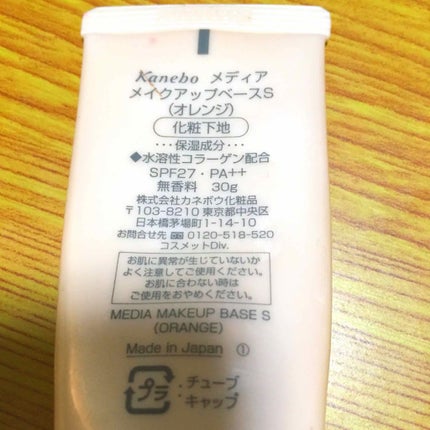 Kanebo メディア
メイクアップベースS
(オレンジ)
化粧下地
･･･保湿成分･･･
◆水溶性コラーゲン配合
SPF27・PA++
無香料 30g
株式会社カネボウ化粧品
〒103-8210 東京都中央区
日本橋茅場町1-14-10
お問合せ先 0120-518-520
コスメットDiv.
お肌に異常が生じていないか
よく注意してご使用ください。
お肌に合わない時は
ご使用をおやめください。
MEDIA MAKEUP BASE S
(ORANGE)
Made in Japan ①
プラ :チューブ
:キャップ